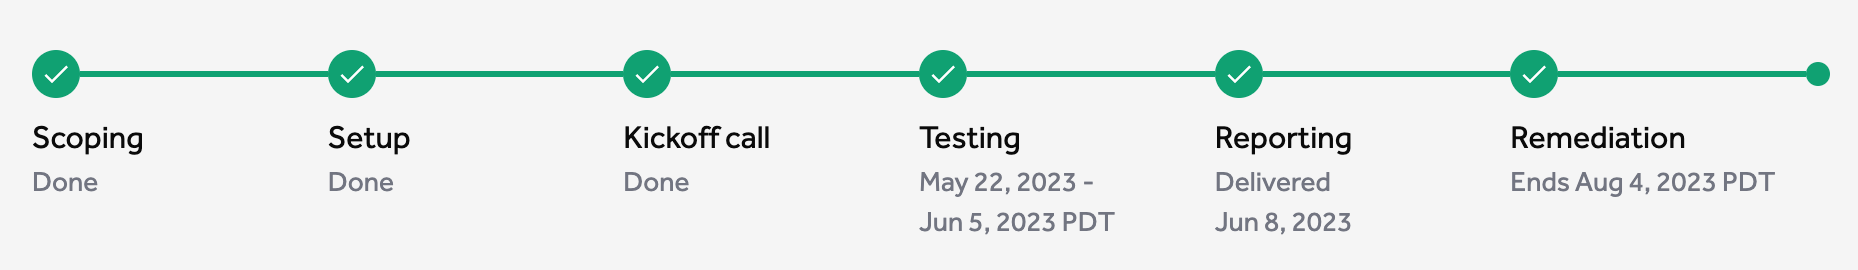 Scoping
Done
Setup
Done
Kickoff call
Done
Testing
May 22, 2023 -
Jun 5, 2023 PDT
Reporting
Delivered
Jun 8, 2023
Remediation
Ends Aug 4, 2023 PDT